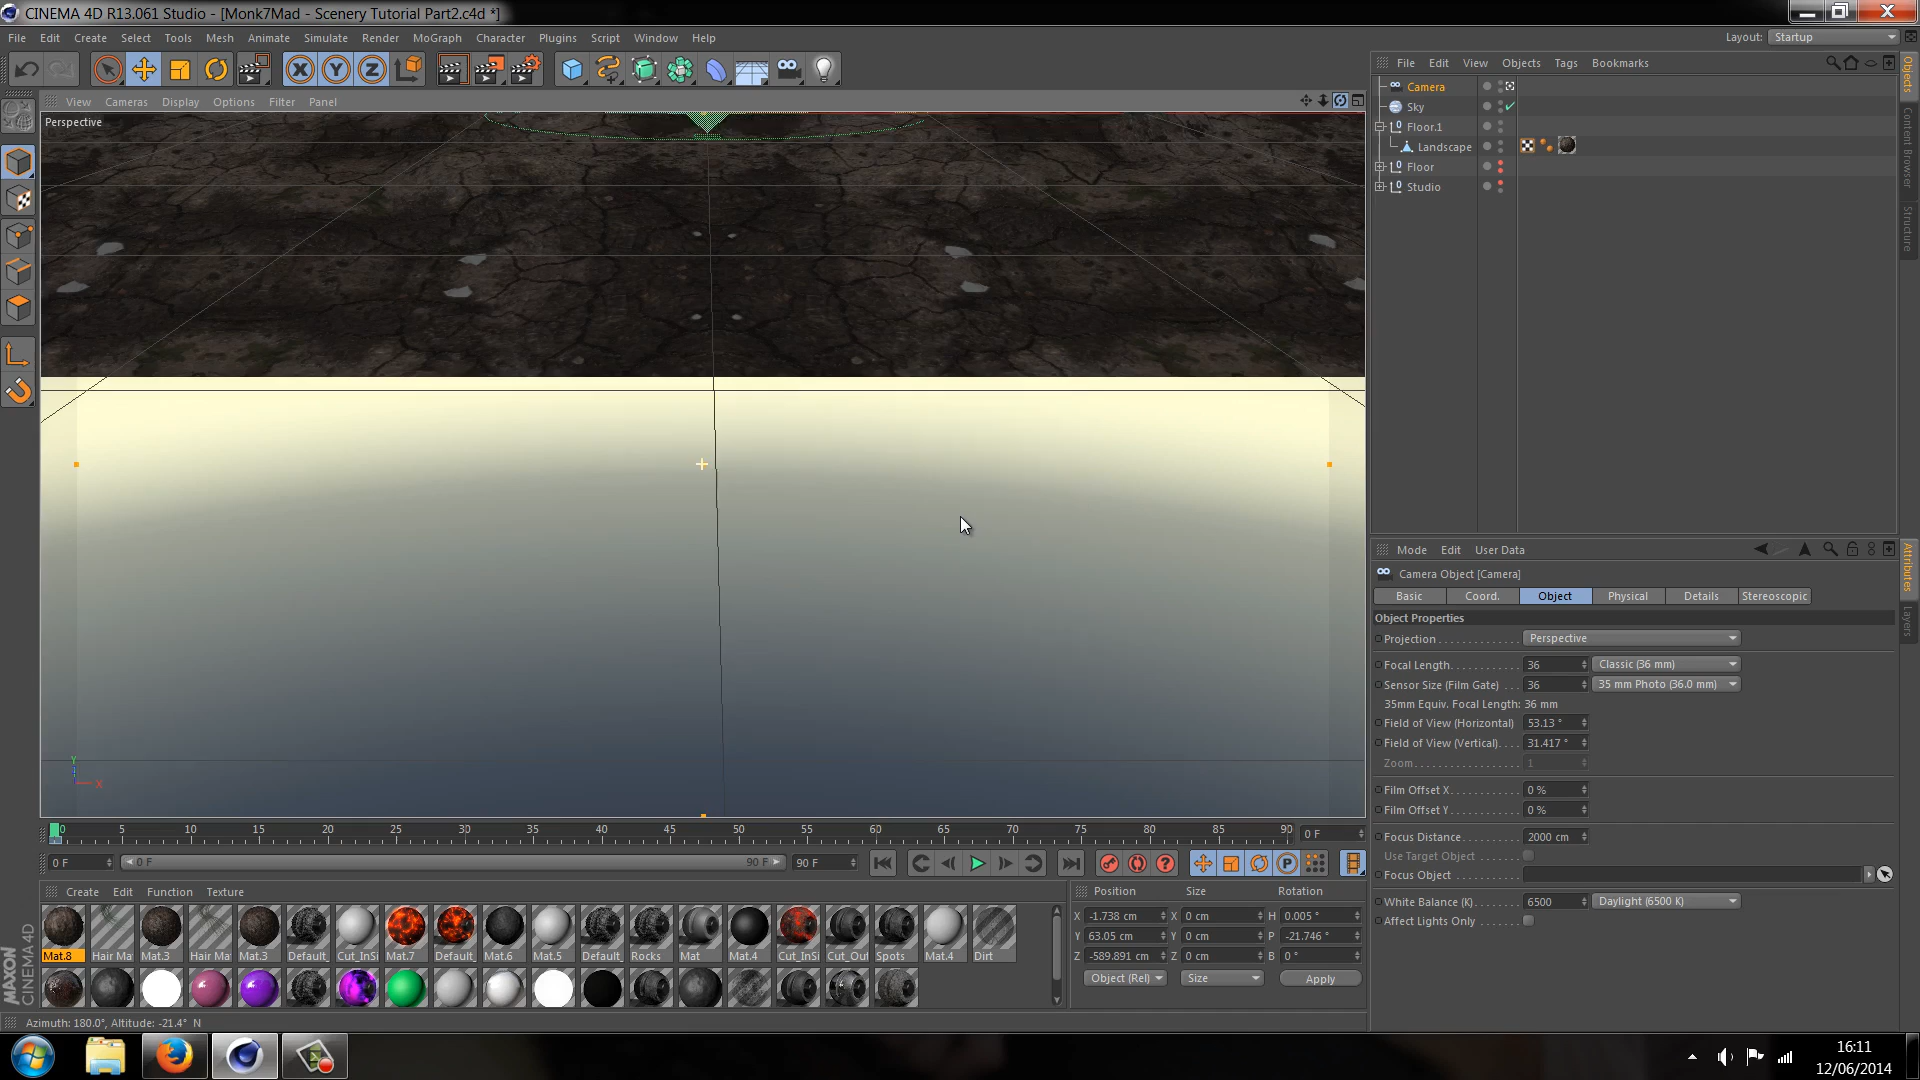 CINEMA 4D R13.061 Studio - [Monk7Mad - Scenery Tutorial Part2.c4d *]
File Edit Create Select Tools Mesh Animate Simulate Render MoGraph Character Plugins Script Window Help
Layout: Startup
View Cameras Display Options Filter Panel
Perspective
File Edit View Objects Tags Bookmarks
Camera
Sky
Floor.1
Landscape
Floor
Studio
Objects
Content Browser
Structure
Mode Edit User Data
Camera Object [Camera]
Basic Coord. Object Physical Details Stereoscopic
Object Properties
Projection Perspective
Focal Length 36 Classic (36 mm)
Sensor Size (Film Gate) 36 35 mm Photo (36.0 mm)
35mm Equiv. Focal Length: 36 mm
Field of View (Horizontal) 53.13 °
Field of View (Vertical) 31.417 °
Zoom 1
Film Offset X 0 %
Film Offset Y 0 %
Focus Distance 2000 cm
Use Target Object
Focus Object
White Balance (K) 6500 Daylight (6500 K)
Affect Lights Only
Attributes
Layers
Y
X
0 5 10 15 20 25 30 35 40 45 50 55 60 65 70 75 80 85 90 0 F
0 F 0 F 90 F 90 F
Create Edit Function Texture
Mat.8 Hair Ma Mat.3 Hair Ma Mat.3 Default_ Cut_InSi Mat.7 Default_ Mat.6 Mat.5 Default_ Rocks Mat Mat.4 Cut_InSi Cut_Out Spots Mat.4 Dirt
Position Size Rotation
X -1.738 cm X 0 cm H 0.005 °
Y 63.05 cm Y 0 cm P -21.746 °
Z -589.891 cm Z 0 cm B 0 °
Object (Rel) Size Apply
MAXON
CINEMA 4D
Azimuth: 180.0°, Altitude: -21.4° N
16:11
12/06/2014